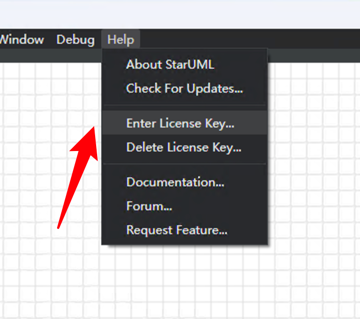 Window Debug Help
About StarUML
Check For Updates...
Enter License Key...
Delete License Key...
Documentation...
Forum...
Request Feature...